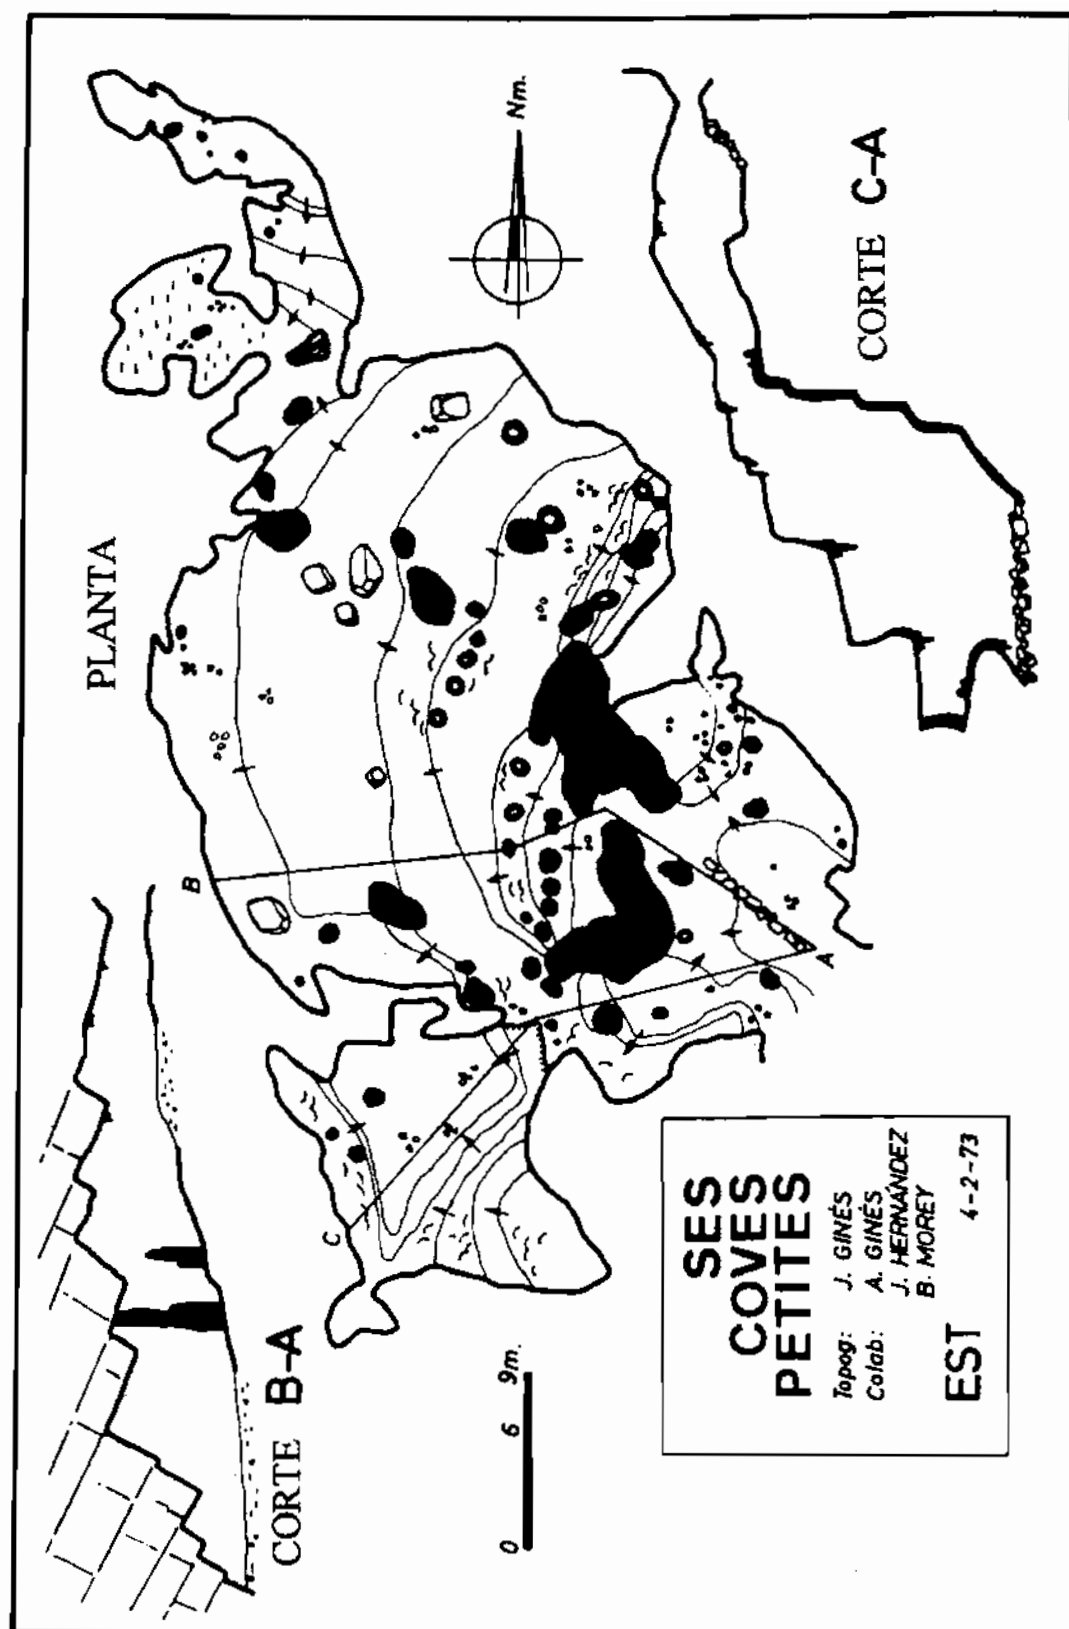 PLANTA
Nm.
CORTE C-A
CORTE B-A
B
A
C
0 6 9m.
SES
COVES
PETITES
Topog: J. GINÉS
Colab: A. GINÉS
J. HERNÁNDEZ
B. MOREY
EST 4-2-73